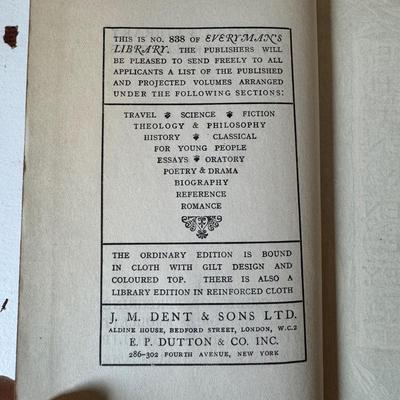 THIS IS NO. 838 OF EVERYMAN'S
LIBRARY. THE PUBLISHERS WILL
BE PLEASED TO SEND FREELY TO ALL
APPLICANTS A LIST OF THE PUBLISHED
AND PROJECTED VOLUMES ARRANGED
UNDER THE FOLLOWING SECTIONS:
TRAVEL SCIENCE FICTION
THEOLOGY & PHILOSOPHY
HISTORY CLASSICAL
FOR YOUNG PEOPLE
ESSAYS ORATORY
POETRY & DRAMA
BIOGRAPHY
REFERENCE
ROMANCE
THE ORDINARY EDITION IS BOUND
IN CLOTH WITH GILT DESIGN AND
COLOURED TOP. THERE IS ALSO A
LIBRARY EDITION IN REINFORCED CLOTH
J. M. DENT & SONS LTD.
ALDINE HOUSE, BEDFORD STREET, LONDON, W.C.2
E. P. DUTTON & CO. INC.
286-302 FOURTH AVENUE, NEW YORK